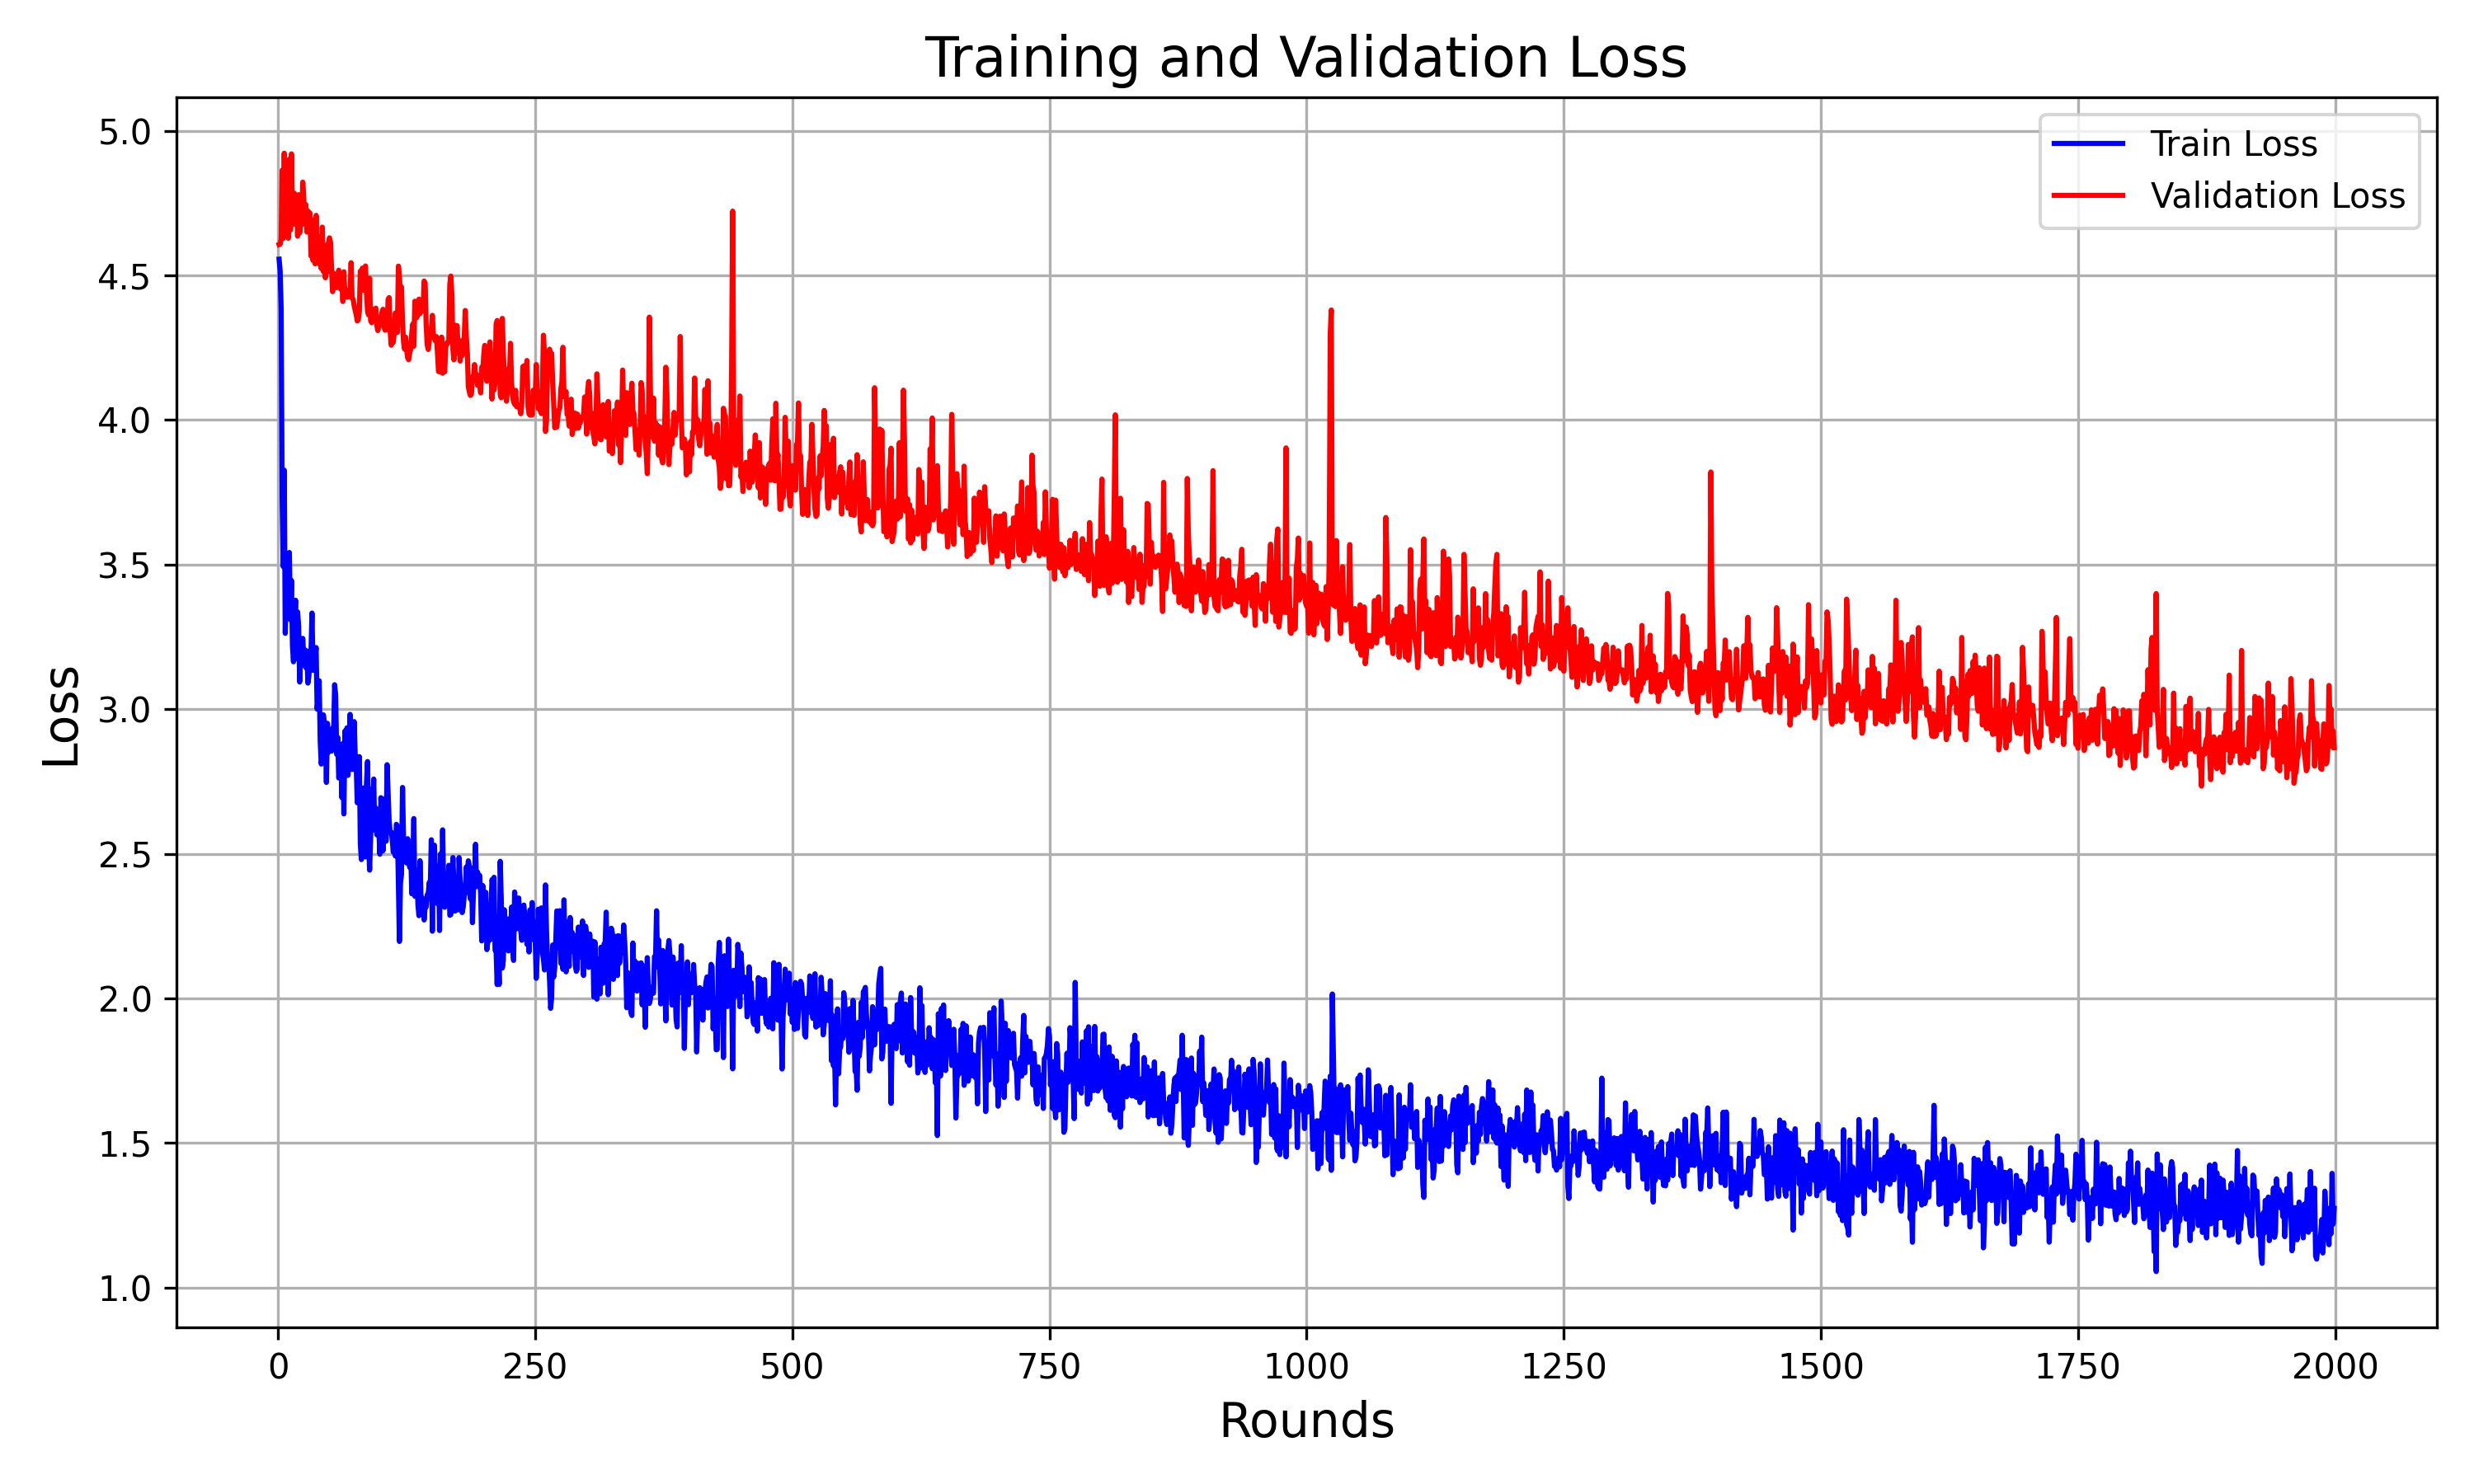 Training and Validation Loss
Train Loss
Validation Loss
5.0
4.5
4.0
3.5
3.0
2.5
2.0
1.5
1.0
Loss
0 250 500 750 1000 1250 1500 1750 2000
Rounds